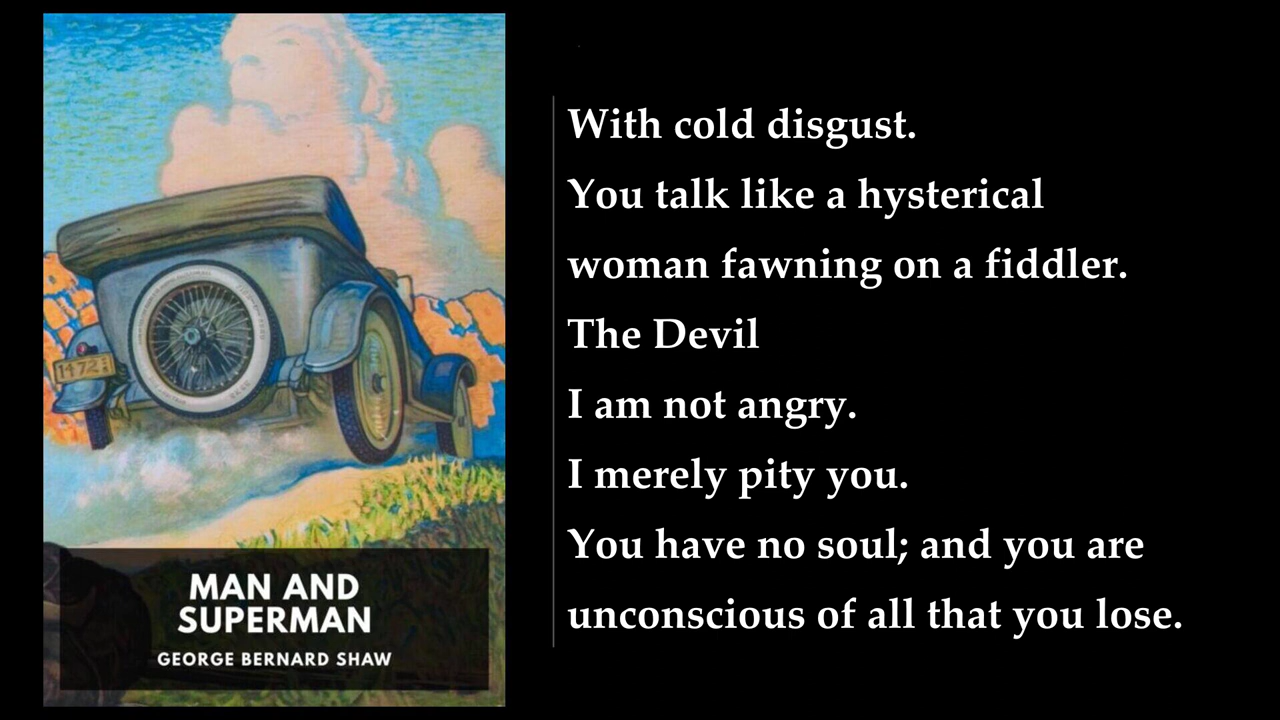 With cold disgust.
You talk like a hysterical
woman fawning on a fiddler.
The Devil
I am not angry.
I merely pity you.
You have no soul; and you are
unconscious of all that you lose.
1472
MAN AND
SUPERMAN
GEORGE BERNARD SHAW